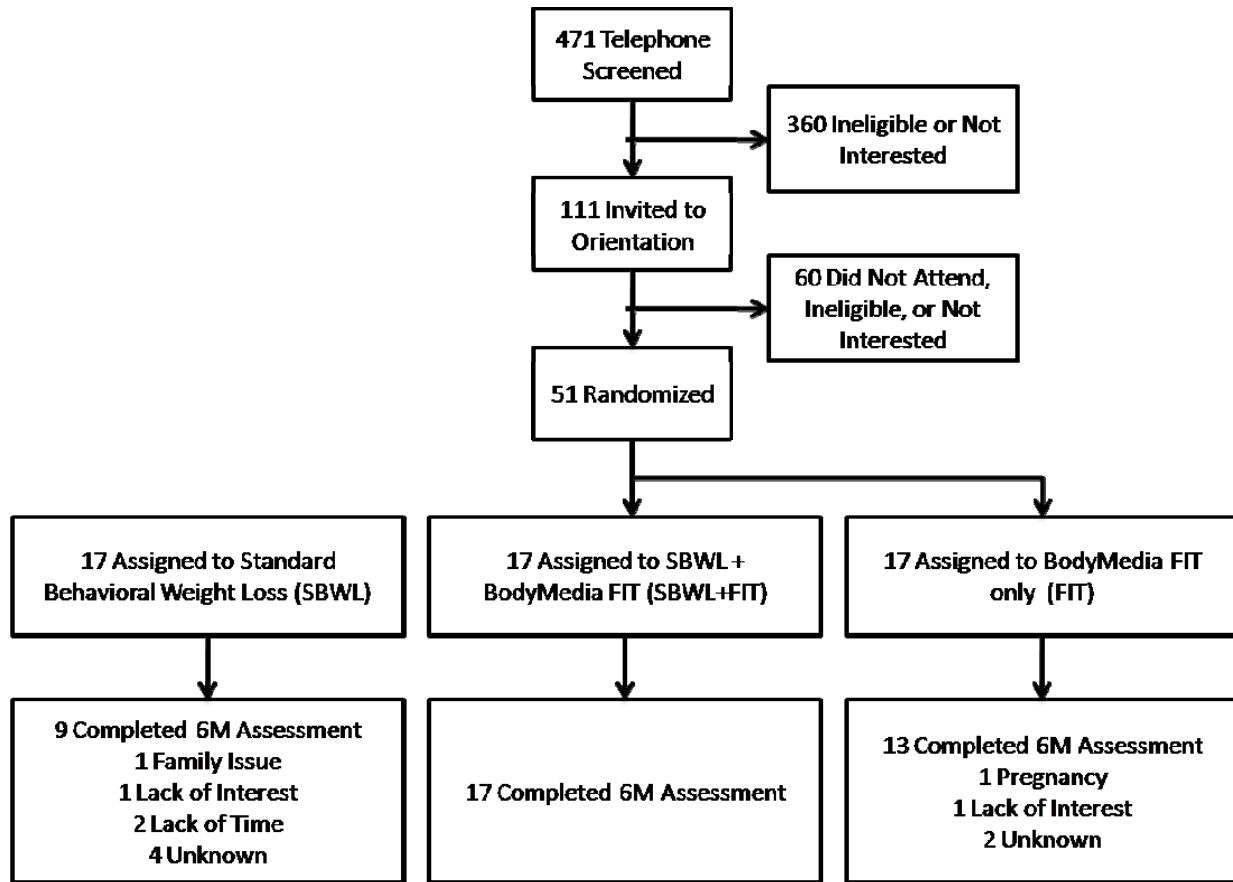 471 Telephone
Screened
360 Ineligible or Not
Interested
111 Invited to
Orientation
60 Did Not Attend,
Ineligible, or Not
Interested
51 Randomized
17 Assigned to Standard
Behavioral Weight Loss (SBWL)
17 Assigned to SBWL +
BodyMedia FIT (SBWL+FIT)
17 Assigned to BodyMedia FIT
only (FIT)
9 Completed 6M Assessment
1 Family Issue
1 Lack of Interest
2 Lack of Time
4 Unknown
17 Completed 6M Assessment
13 Completed 6M Assessment
1 Pregnancy
1 Lack of Interest
2 Unknown